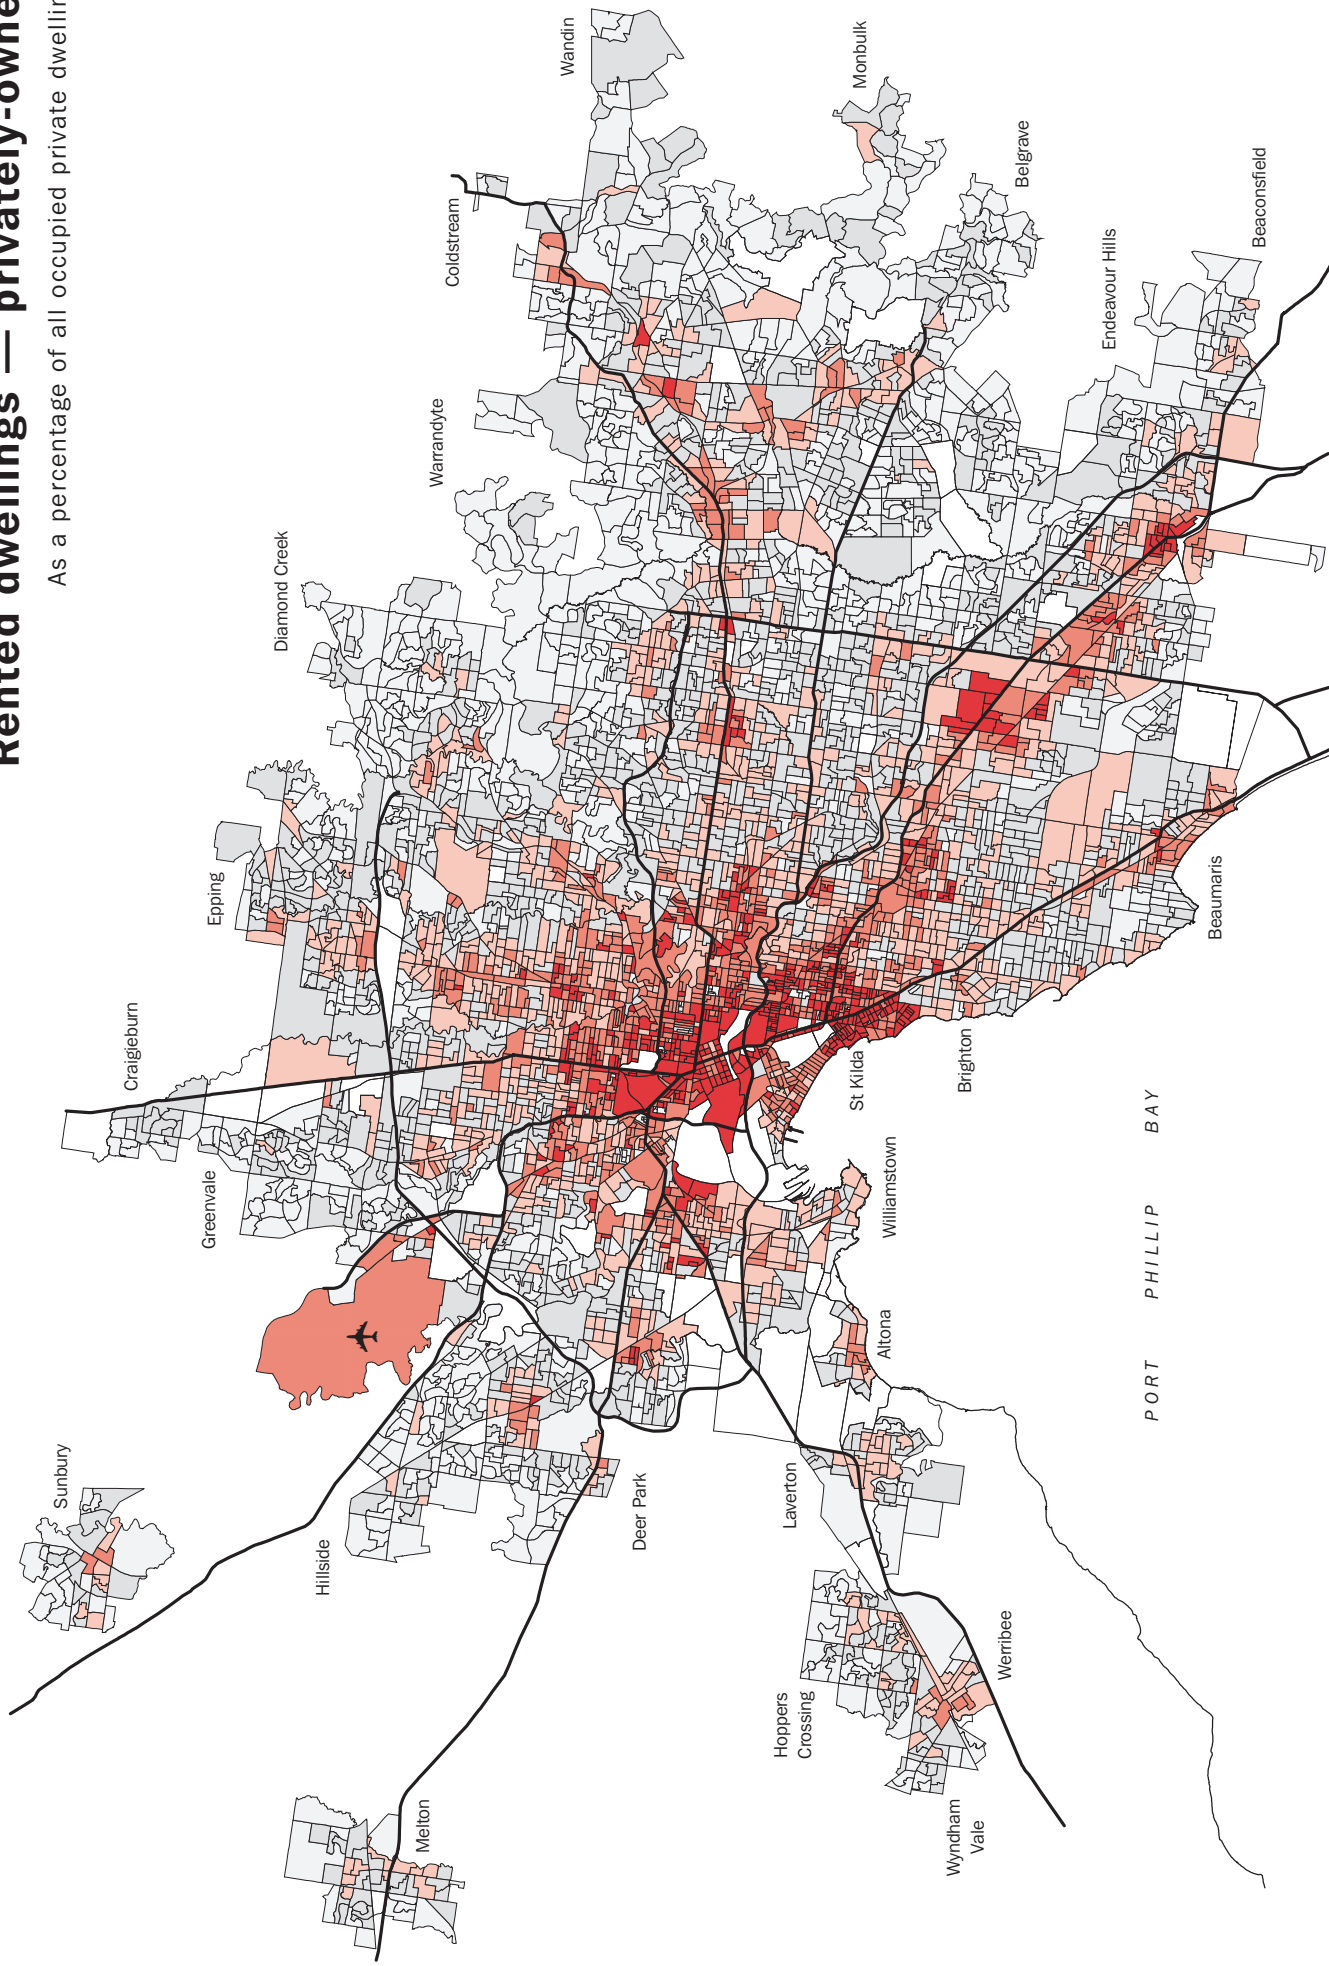 Rented dwellings — privately-owne
As a percentage of all occupied private dwellin
Wandin
Monbulk
Belgrave
Beaconsfield
Coldstream
Endeavour Hills
Warrandyte
Diamond Creek
Epping
Beaumaris
Craigieburn
Brighton
St Kilda
Greenvale
Williamstown
PORT PHILLIP BAY
Altona
Sunbury
Deer Park
Laverton
Hillside
Werribee
Hoppers
Crossing
Melton
Wyndham
Vale